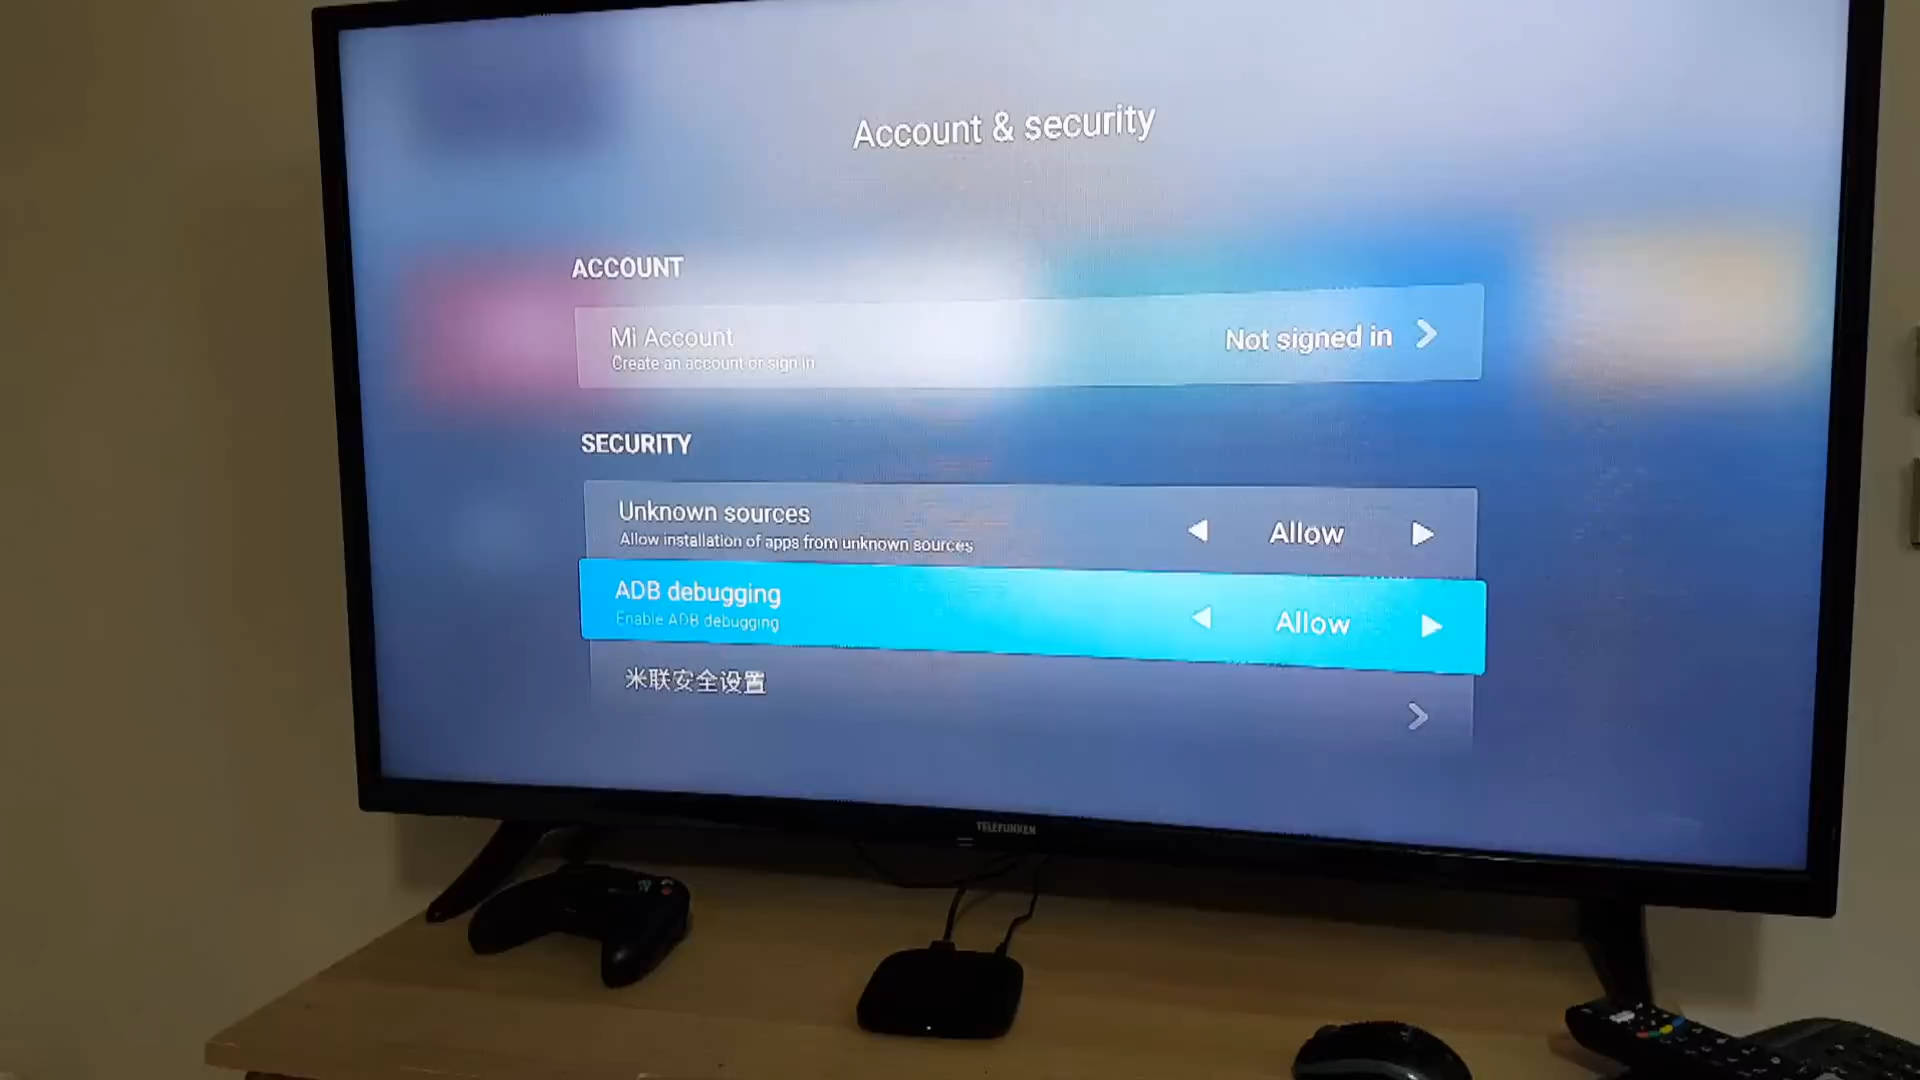 Account & security
ACCOUNT
Mi Account
Create an account or sign in
Not signed in
SECURITY
Unknown sources
Allow installation of apps from unknown sources
Allow
ADB debugging
Enable ADB debugging
Allow
米联安全设置
TELEFUNKEN